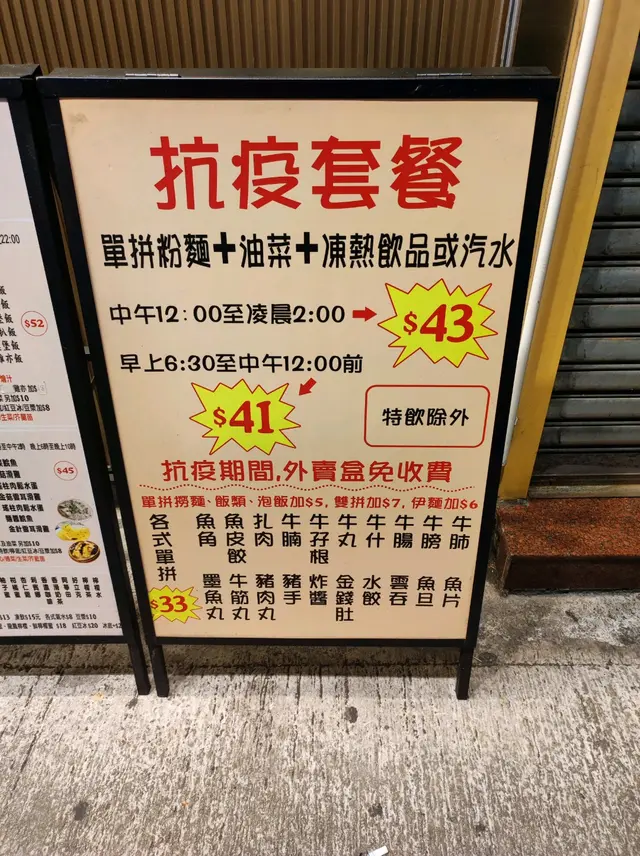 抗疫套餐
單拼粉麵+油菜+凍熱飲品或汽水
中午12:00至凌晨2:00
$43
早上6:30至中午12:00前
$41
特飲除外
抗疫期間,外賣盒免收費
單拼撈麵、飯類、泡飯加$5, 雙拼加$7, 伊麵加$6
各式單拼
$33
魚角
魚皮餃
扎肉
牛腩
牛孖根
牛丸
牛什
牛腸
牛膀
牛肺
墨魚丸
牛筋丸
豬肉丸
豬手
炸醬
金錢肚
水餃
雲吞
魚旦
魚片
22:00
$52
$45